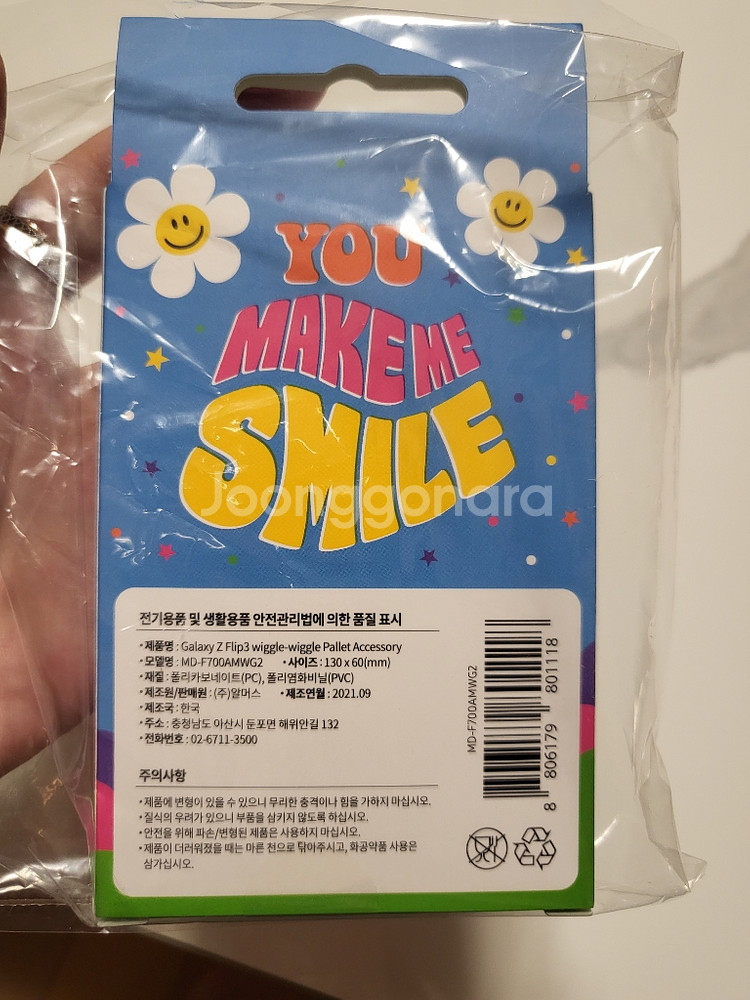 YOU
MAKE ME
SMILE
Joonggonara
전기용품 및 생활용품 안전관리법에 의한 품질 표시
• 제품명 : Galaxy Z Flip3 wiggle-wiggle Pallet Accessory
• 모델명 : MD-F700AMWG2 • 사이즈 : 130 x 60(mm)
• 재질 : 폴리카보네이트(PC), 폴리염화비닐(PVC)
• 제조원/판매원 : (주)알머스 • 제조연월 : 2021.09
• 제조국 : 한국
• 주소 : 충청남도 아산시 둔포면 해위안길 132
• 전화번호 : 02-6711-3500
주의사항
• 제품에 변형이 있을 수 있으니 무리한 충격이나 힘을 가하지 마십시오.
• 질식의 우려가 있으니 부품을 삼키지 않도록 하십시오.
• 안전을 위해 파손/변형된 제품은 사용하지 마십시오.
• 제품이 더러워졌을 때는 마른 천으로 닦아주시고, 화공약품 사용은
삼가십시오.
MD-F700AMWG2
8 806179 801118